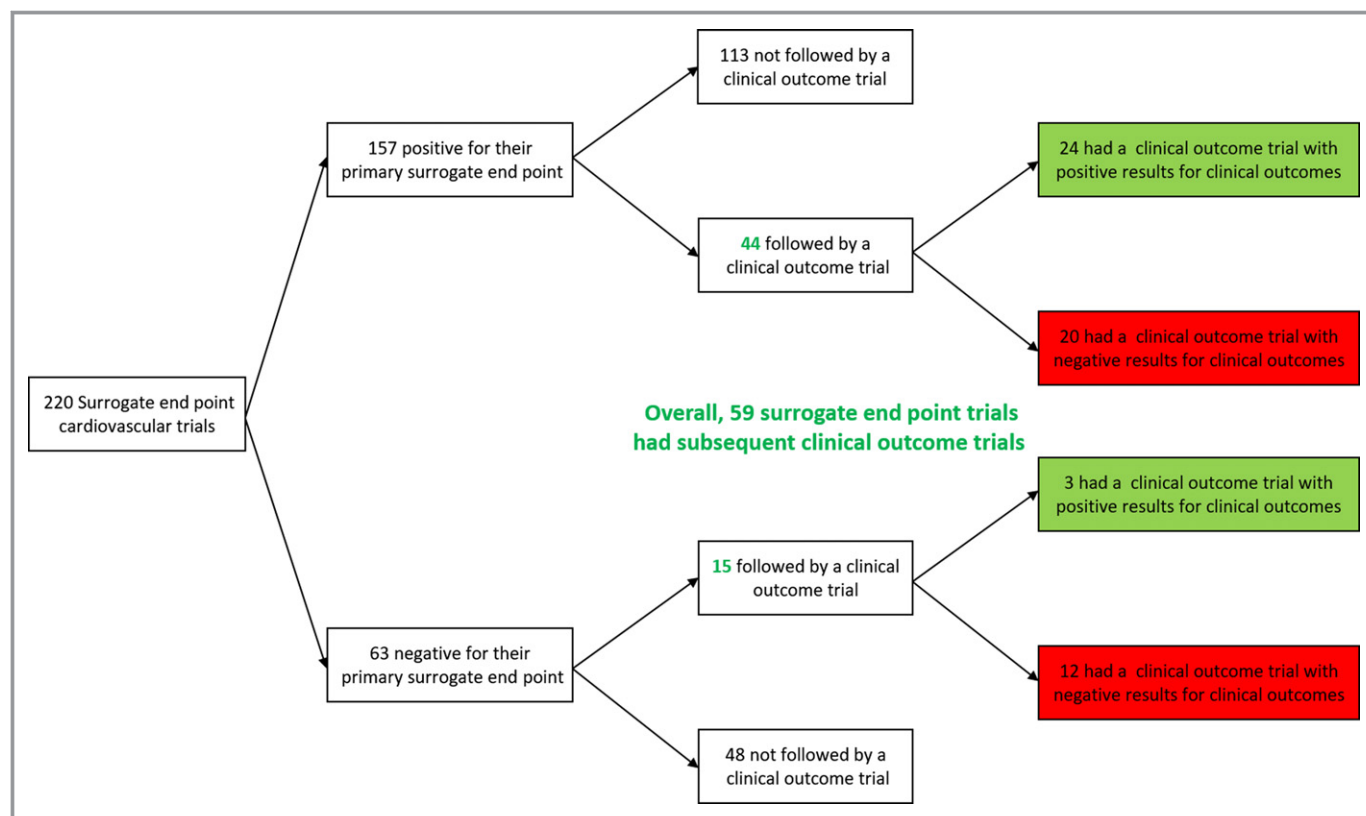 113 not followed by a
clinical outcome trial
157 positive for their
primary surrogate end point
24 had a  clinical outcome trial with
positive results for clinical outcomes
44 followed by a
clinical outcome trial
20 had a  clinical outcome trial with
negative results for clinical outcomes
220 Surrogate end point
cardiovascular trials
Overall, 59 surrogate end point trials
had subsequent clinical outcome trials
3 had a  clinical outcome trial with
positive results for clinical outcomes
15 followed by a clinical
outcome trial
63 negative for their
primary surrogate end point
12 had a  clinical outcome trial with
negative results for clinical outcomes
48 not followed by a
clinical outcome trial